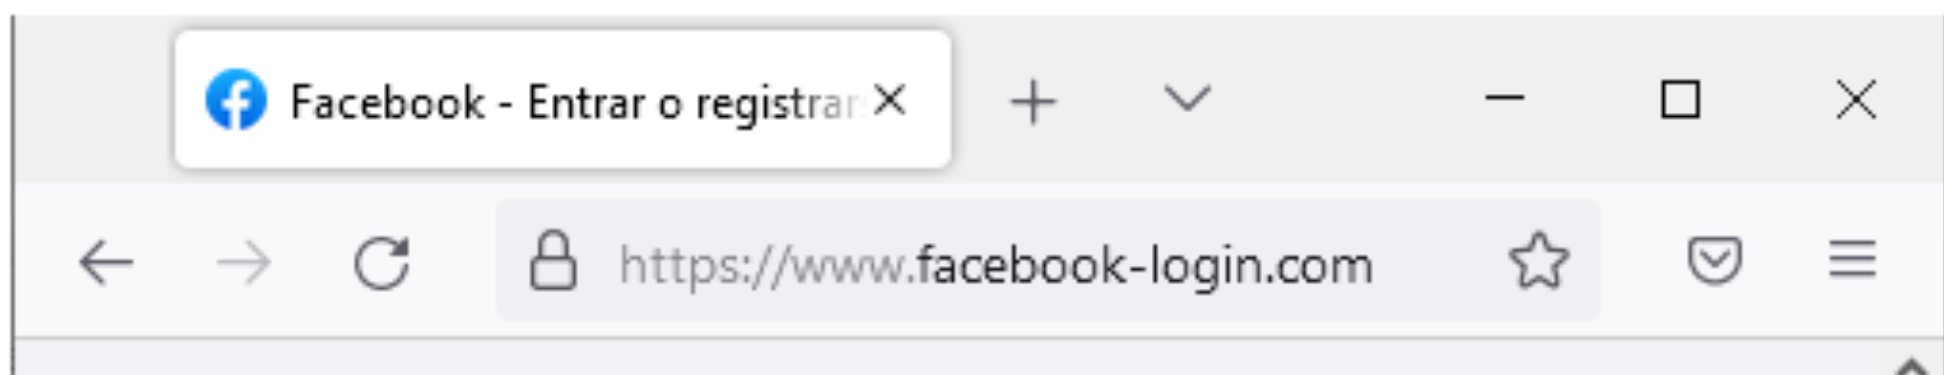 Facebook - Entrar o registrar
https://www.facebook-login.com